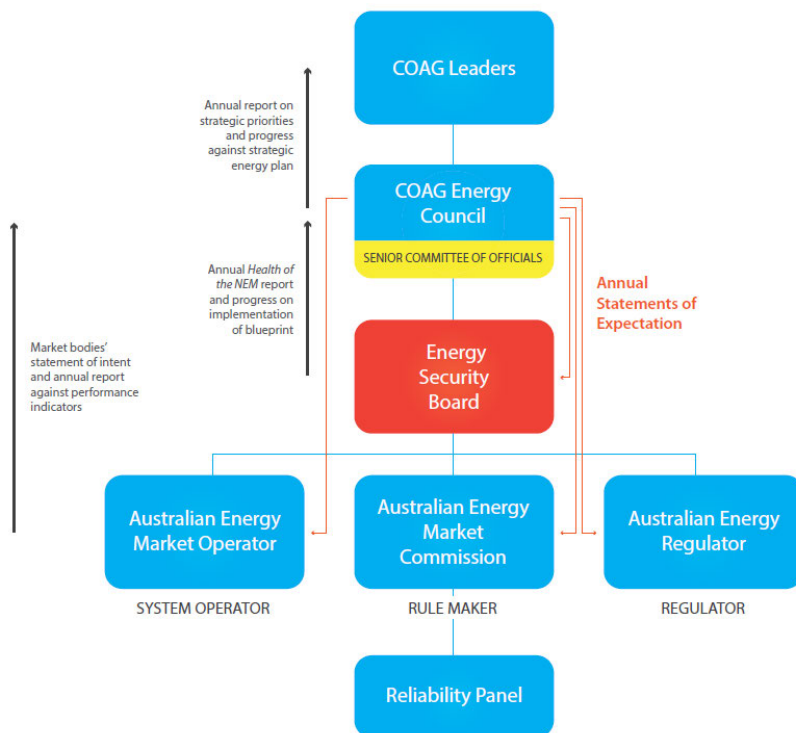 COAG Leaders
Annual report on
strategic priorities
and progress
against strategic
energy plan
COAG Energy
Council
SENIOR COMMITTEE OF OFFICIALS
Annual Health of
the NEM report
and progress on
implementation
of blueprint
Annual
Statements of
Expectation
Market bodies'
statement of intent
and annual report
against performance
indicators
Energy
Security
Board
Australian Energy
Market Operator
Australian Energy
Market
Commission
Australian Energy
Regulator
SYSTEM OPERATOR
RULE MAKER
REGULATOR
Reliability Panel